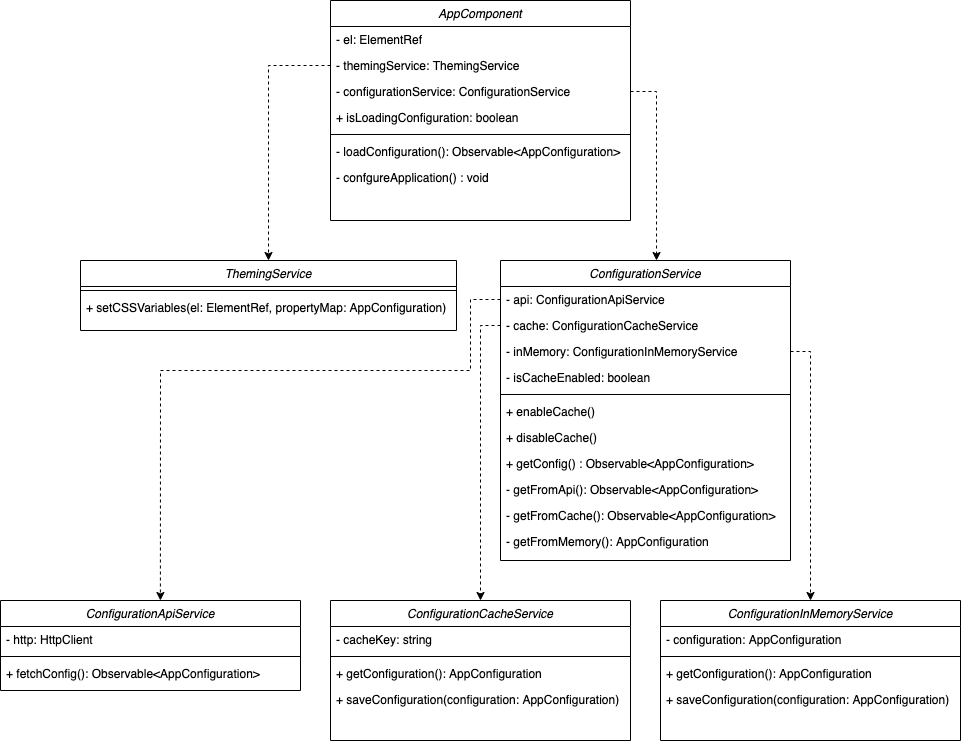 AppComponent
- el: ElementRef
- themingService: ThemingService
- configurationService: ConfigurationService
+ isLoadingConfiguration: boolean
- loadConfiguration(): Observable<AppConfiguration>
- confgureApplication() : void
ThemingService
+ setCSSVariables(el: ElementRef, propertyMap: AppConfiguration)
ConfigurationService
- api: ConfigurationApiService
- cache: ConfigurationCacheService
- inMemory: ConfigurationInMemoryService
- isCacheEnabled: boolean
+ enableCache()
+ disableCache()
+ getConfig() : Observable<AppConfiguration>
- getFromApi(): Observable<AppConfiguration>
- getFromCache(): Observable<AppConfiguration>
- getFromMemory(): AppConfiguration
ConfigurationApiService
- http: HttpClient
+ fetchConfig(): Observable<AppConfiguration>
ConfigurationCacheService
- cacheKey: string
+ getConfiguration(): AppConfiguration
+ saveConfiguration(configuration: AppConfiguration)
ConfigurationInMemoryService
- configuration: AppConfiguration
+ getConfiguration(): AppConfiguration
+ saveConfiguration(configuration: AppConfiguration)